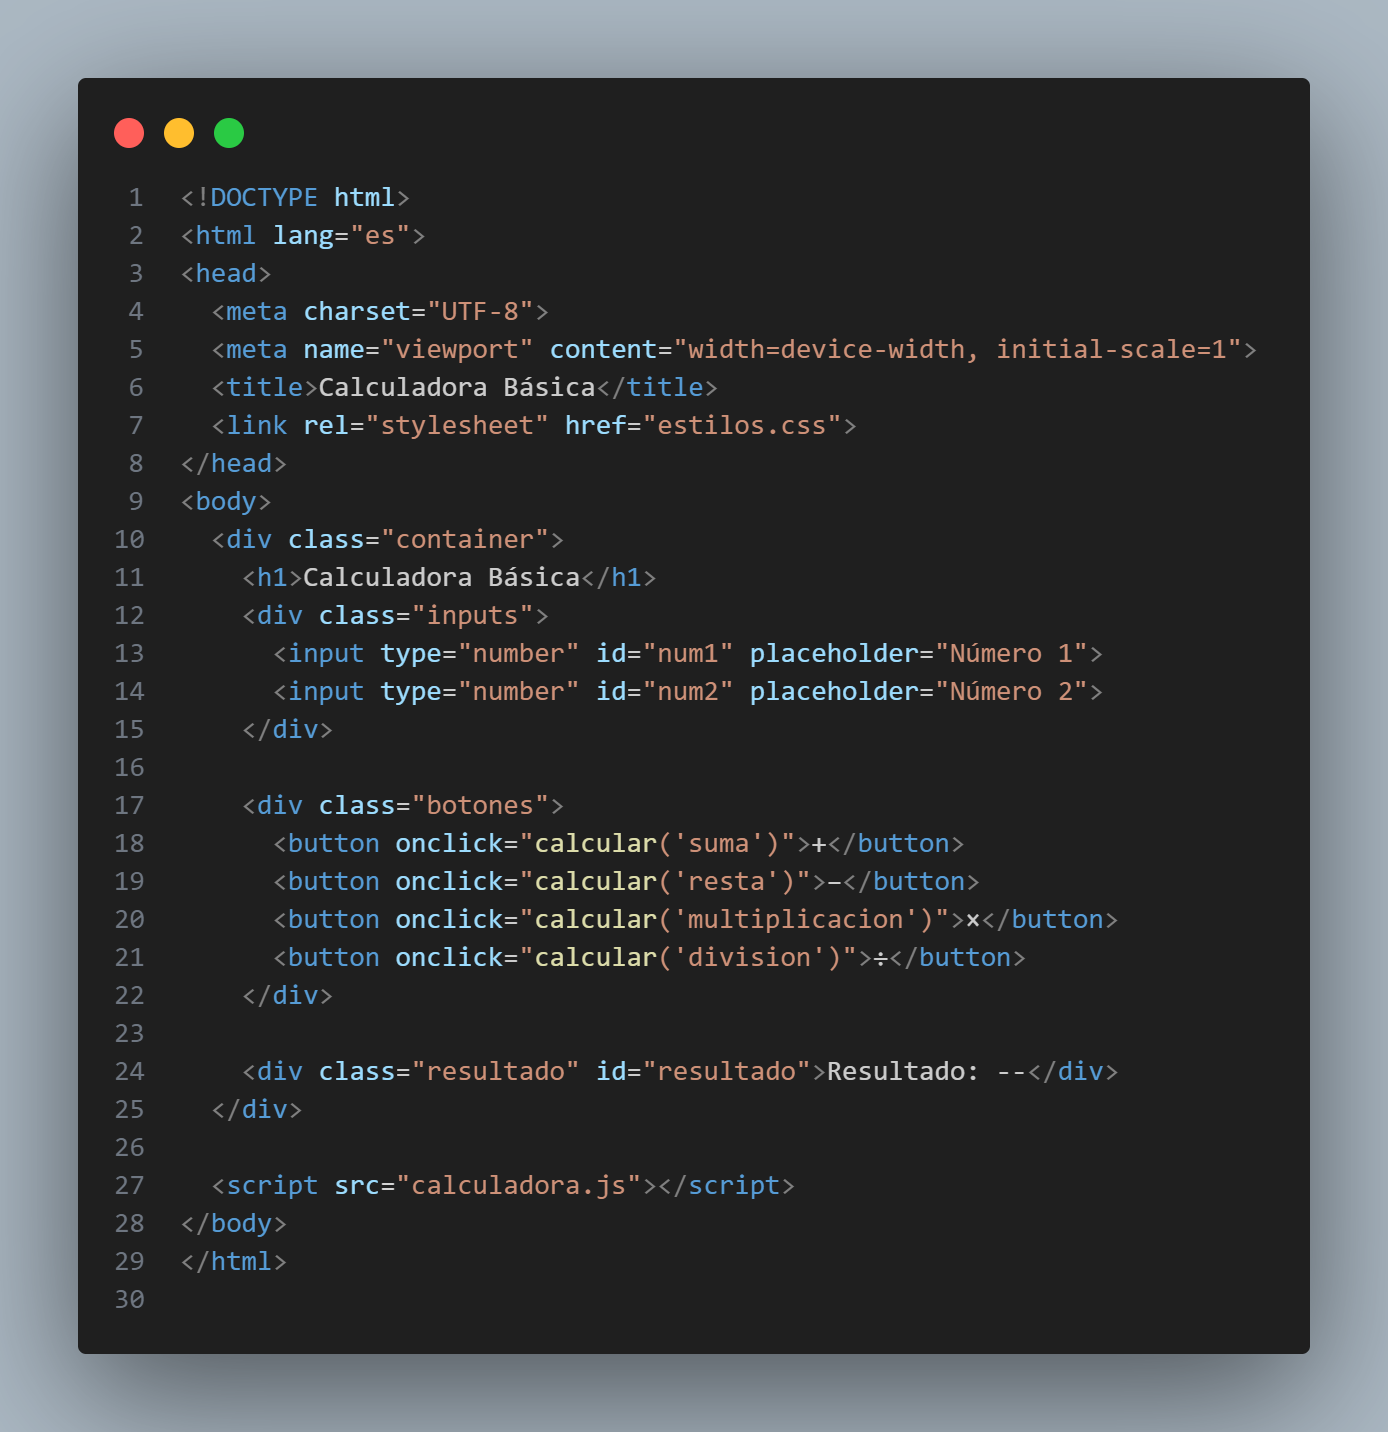 1 <!DOCTYPE html>
2 <html lang="es">
3 <head>
4   <meta charset="UTF-8">
5   <meta name="viewport" content="width=device-width, initial-scale=1">
6   <title>Calculadora Básica</title>
7   <link rel="stylesheet" href="estilos.css">
8 </head>
9 <body>
10   <div class="container">
11     <h1>Calculadora Básica</h1>
12     <div class="inputs">
13       <input type="number" id="num1" placeholder="Número 1">
14       <input type="number" id="num2" placeholder="Número 2">
15     </div>
16
17     <div class="botones">
18       <button onclick="calcular('suma')">+</button>
19       <button onclick="calcular('resta')">−</button>
20       <button onclick="calcular('multiplicacion')">×</button>
21       <button onclick="calcular('division')">÷</button>
22     </div>
23
24     <div class="resultado" id="resultado">Resultado: --</div>
25   </div>
26
27   <script src="calculadora.js"></script>
28 </body>
29 </html>
30